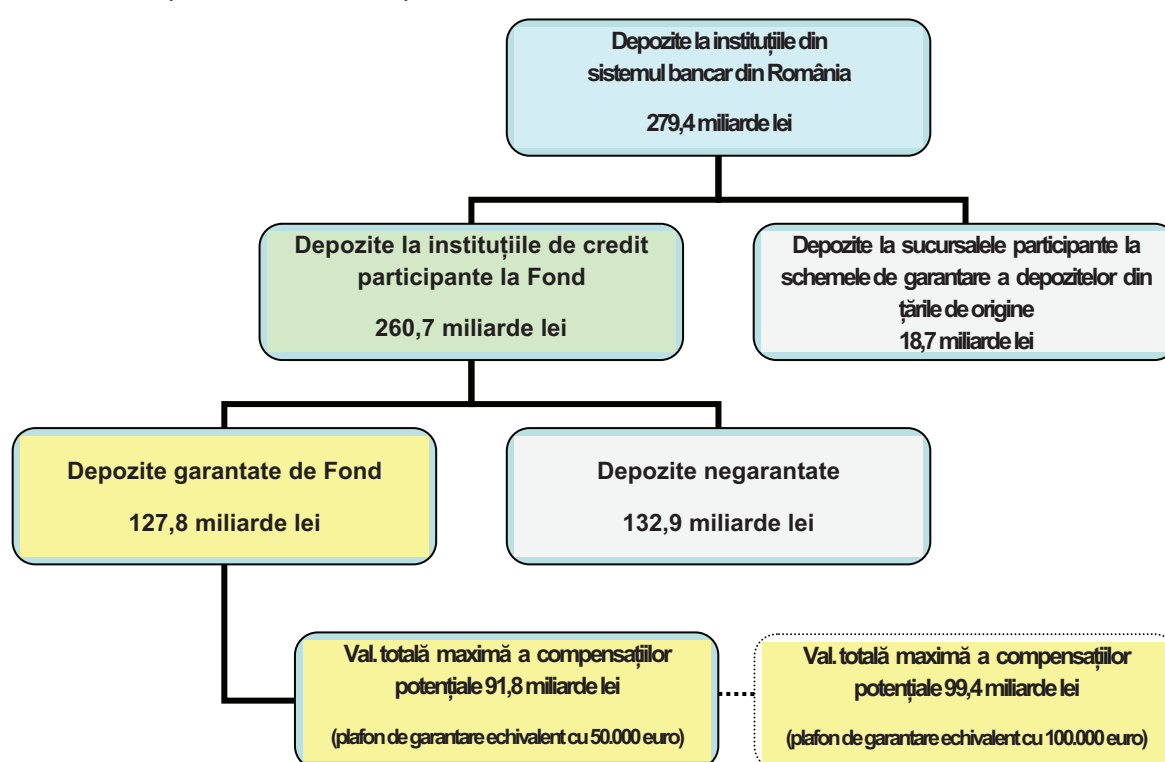 Depozite la instituțiile din
sistemul bancar din România
279,4 miliarde lei
Depozite la instituțiile de credit
participante la Fond
260,7 miliarde lei
Depozite la sucursalele participante la
schemele de garantare a depozitelor din
țările de origine
18,7 miliarde lei
Depozite garantate de Fond
127,8 miliarde lei
Depozite negarantate
132,9 miliarde lei
Val. totală maximă a compensațiilor
potențiale 91,8 miliarde lei
(plafon de garantare echivalent cu 50.000 euro)
Val. totală maximă a compensațiilor
potențiale 99,4 miliarde lei
(plafon de garantare echivalent cu 100.000 euro)